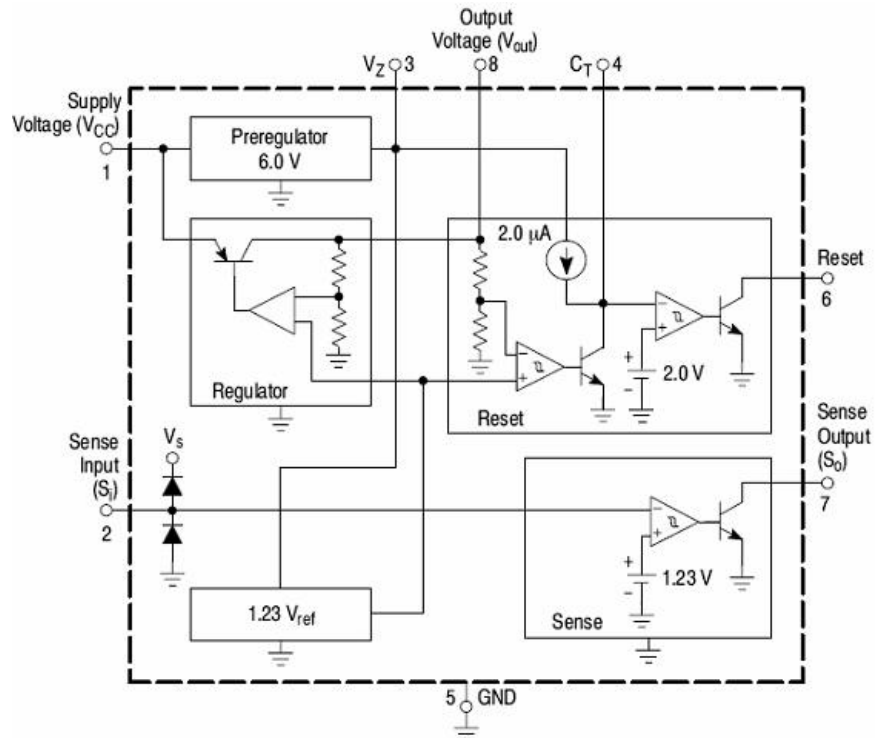 Output
Voltage (Vout)
VZ 3
8
CT 4
Supply
Voltage (VCC)
1
Preregulator
6.0 V
2.0 μA
Reset
6
2.0 V
Regulator
Reset
Sense
Input
(Si)
2
Vs
Sense
Output
(So)
7
1.23 V
1.23 Vref
Sense
5 GND